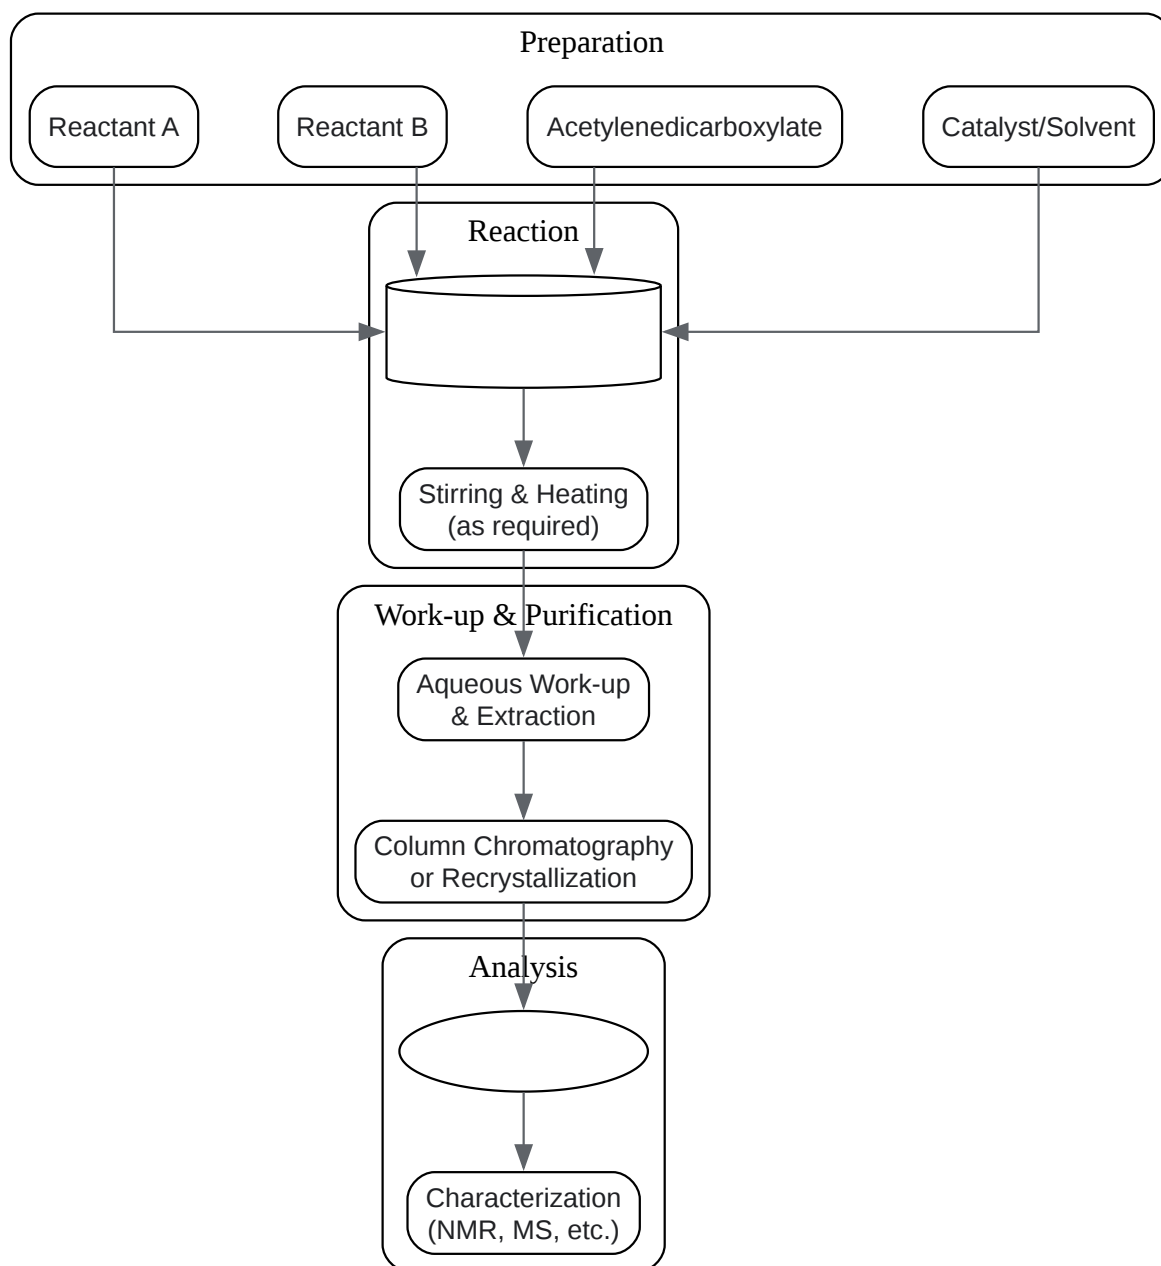 Preparation
Reactant A
Reactant B
Acetylenedicarboxylate
Catalyst/Solvent
Reaction
Stirring & Heating
(as required)
Work-up & Purification
Aqueous Work-up
& Extraction
Column Chromatography
or Recrystallization
Analysis
Characterization
(NMR, MS, etc.)